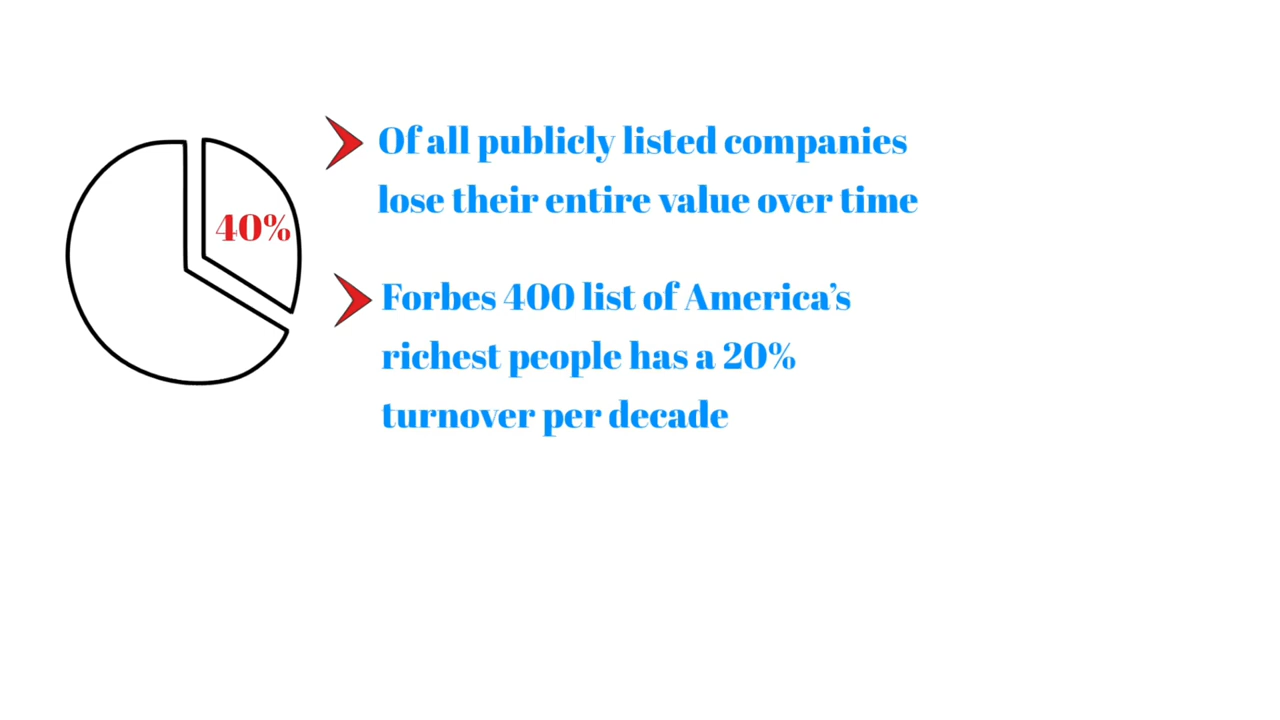 40%
Of all publicly listed companies
lose their entire value over time
Forbes 400 list of America’s
richest people has a 20%
turnover per decade